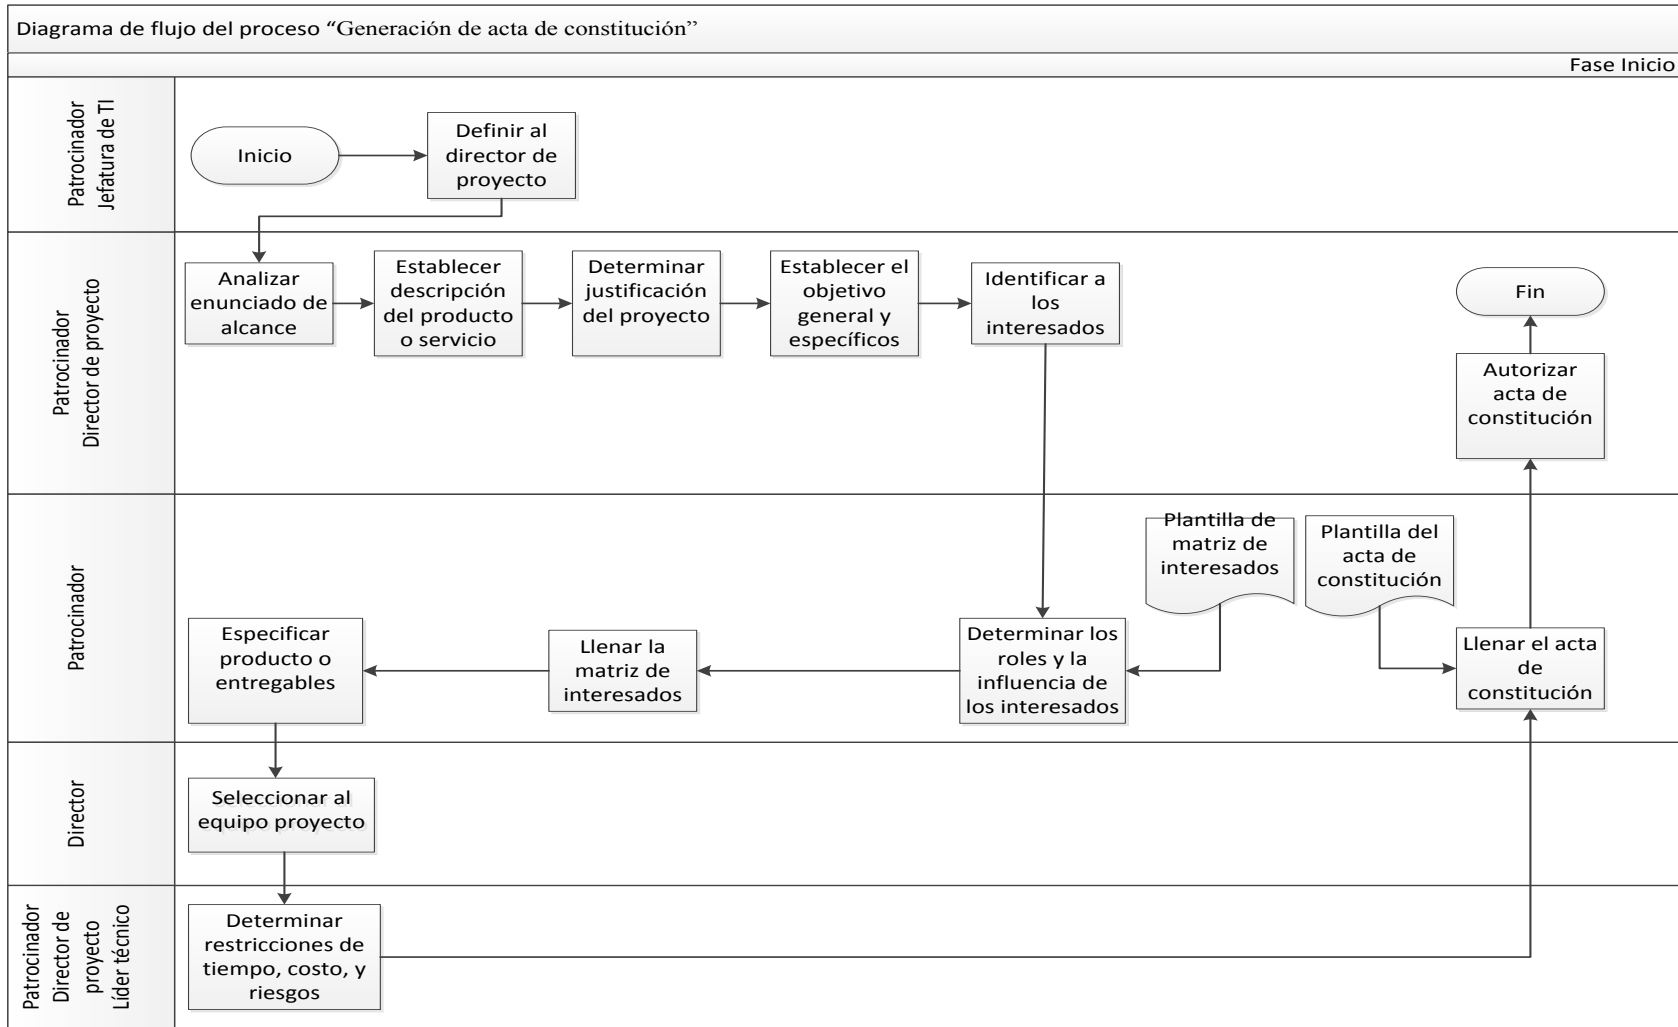 Diagrama de flujo del proceso “Generación de acta de constitución”
Fase Inicio
Patrocinador
Jefatura de TI
Inicio
Definir al
director de
proyecto
Patrocinador
Director de proyecto
Analizar
enunciado de
alcance
Establecer
descripción
del producto
o servicio
Determinar
justificación
del proyecto
Establecer el
objetivo
general y
específicos
Identificar a
los
interesados
Fin
Autorizar
acta de
constitución
Patrocinador
Especificar
producto o
entregables
Llenar la
matriz de
interesados
Determinar los
roles y la
influencia de
los interesados
Plantilla de
matriz de
interesados
Plantilla del
acta de
constitución
Llenar el acta
de
constitución
Director
Seleccionar al
equipo proyecto
Patrocinador
Director de
proyecto
Líder técnico
Determinar
restricciones de
tiempo, costo, y
riesgos